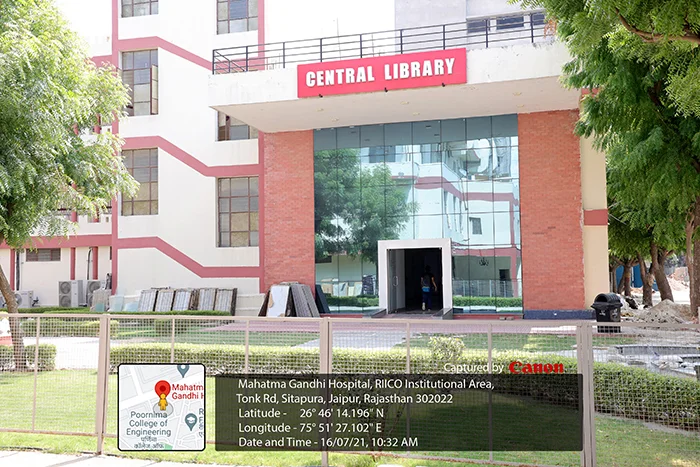 CENTRAL LIBRARY
Captured by Canon
Mahatma
Gandhi H
Poornima
College of
Engineering
पूर्णिमा
Mahatma Gandhi Hospital, RIICO Institutional Area,
Tonk Rd, Sitapura, Jaipur, Rajasthan 302022
Latitude - 26° 46' 14.196" N
Longitude - 75° 51' 27.102" E
Date and Time - 16/07/21, 10:32 AM